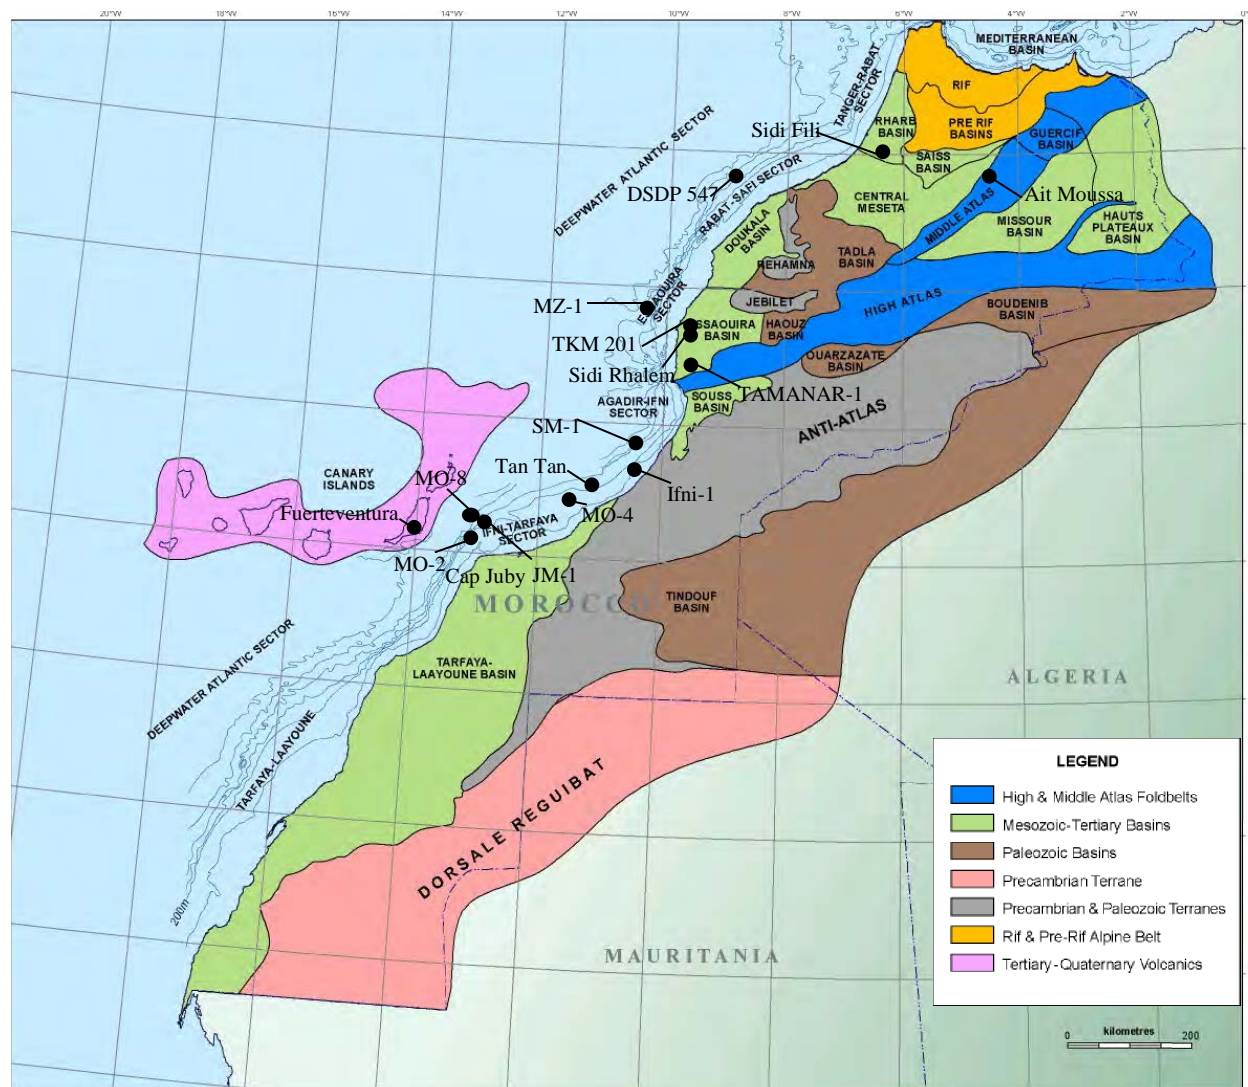 20°W
18°W
16°W
14°W
12°W
10°W
8°W
6°W
4°W
2°W
0°
MEDITERRANEAN
BASIN
TANGER-RABAT
SECTOR
RIF
DEEPWATER ATLANTIC SECTOR
Sidi Fili
RHARB
BASIN
PRE RIF
BASINS
GUERCIF
BASIN
SAISS
BASIN
RABAT-SAFI SECTOR
DSDP 547
Ait Moussa
CENTRAL
MESETA
MIDDLE ATLAS
MISSOUR
BASIN
HAUTS
PLATEAUX
BASIN
DOUKALA
BASIN
TADLA
BASIN
REHAMNA
ESSAOUIRA
SECTOR
MZ-1
JEBILET
HIGH ATLAS
BOUDENIB
BASIN
TKM 201
SSAOUIRA
BASIN
HAOUZ
BASIN
OUARZAZATE
BASIN
Sidi Rhalem
TAMANAR-1
AGADIR-IFNI
SECTOR
SOUSS
BASIN
ANTI-ATLAS
SM-1
Tan Tan
Ifni-1
CANARY
ISLANDS
MO-8
Fuerteventura
MO-4
IFNI-TARFAYA
SECTOR
MO-2
Cap Juby
JM-1
MOROCCO
TINDOUF
BASIN
DEEPWATER ATLANTIC SECTOR
TARFAYA-
LAAYOUNE BASIN
ALGERIA
TARFAYA-LAAYOUNE
DORSALE REGUIBAT
200m
MAURITANIA
LEGEND
High & Middle Atlas Foldbelts
Mesozoic-Tertiary Basins
Paleozoic Basins
Precambrian Terrane
Precambrian & Paleozoic Terranes
Rif & Pre-Rif Alpine Belt
Tertiary-Quaternary Volcanics
0
kilometres
200